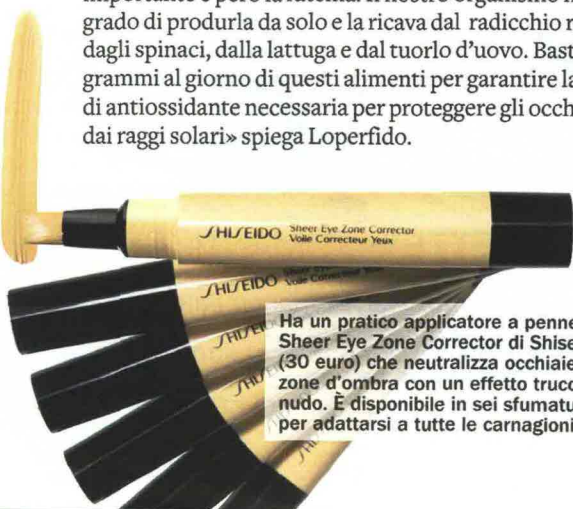 grado di produrla da solo e la ricava dal radicchio r
dagli spinaci, dalla lattuga e dal tuorlo d'uovo. Bast
grammi al giorno di questi alimenti per garantire la
di antiossidante necessaria per proteggere gli occh
dai raggi solari» spiega Loperfido.
SHISEIDO Sheer Eye Zone Corrector
Voile Correcteur Yeux
SHISEIDO
Voile Correcteur Yeux
Ha un pratico applicatore a penne
Sheer Eye Zone Corrector di Shise
(30 euro) che neutralizza occhiaie
zone d'ombra con un effetto trucc
nudo. È disponibile in sei sfumatu
per adattarsi a tutte le carnagioni